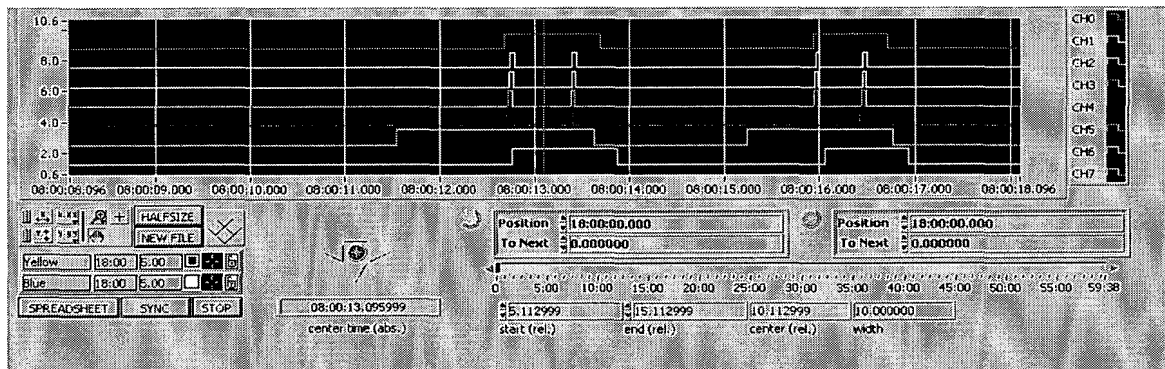 10.6
8.0
6.0
4.0
2.0
0.6
08:00:08.096 08:00:09.000 08:00:10.000 08:00:11.000 08:00:12.000 08:00:13.000 08:00:14.000 08:00:15.000 08:00:16.000 08:00:17.000 08:00:18.096
CH0
CH1
CH2
CH3
CH4
CH5
CH6
CH7
HALFSIZE
NEW FILE
Yellow 18:00 5.00
Blue 18:00 5.00
SPREADSHEET SYNC STOP
08:00:13.095999
center time (abs.)
Position 18:00:00.000
To Next 0.000000
Position 18:00:00.000
To Next 0.000000
0 5:00 10:00 15:00 20:00 25:00 30:00 35:00 40:00 45:00 50:00 55:00 59:38
5.112999 15.112999 10.112999 10.000000
start (rel.) end (rel.) center (rel.) width